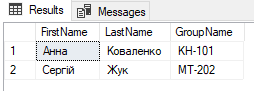 Results Messages
FirstName LastName GroupName
1 Анна Коваленко КН-101
2 Сергій Жук МТ-202